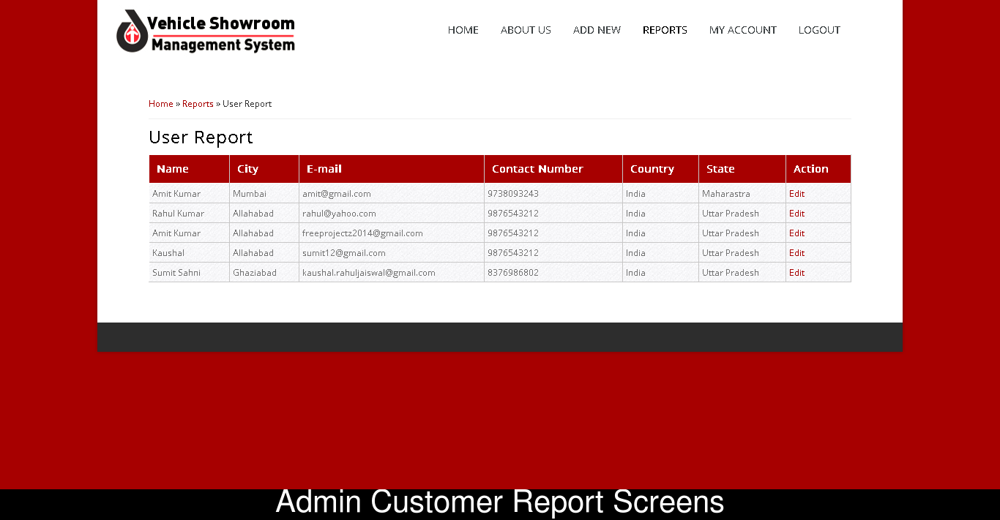 Vehicle Showroom
Management System
HOME ABOUT US ADD NEW REPORTS MY ACCOUNT LOGOUT
Home » Reports » User Report
User Report
Name City E-mail Contact Number Country State Action
Amit Kumar Mumbai amit@gmail.com 9738093243 India Maharastra Edit
Rahul Kumar Allahabad rahul@yahoo.com 9876543212 India Uttar Pradesh Edit
Amit Kumar Allahabad freeprojectz2014@gmail.com 9876543212 India Uttar Pradesh Edit
Kaushal Allahabad sumit12@gmail.com 9876543212 India Uttar Pradesh Edit
Sumit Sahni Ghaziabad kaushal.rahuljaiswal@gmail.com 8376986802 India Uttar Pradesh Edit
Admin Customer Report Screens